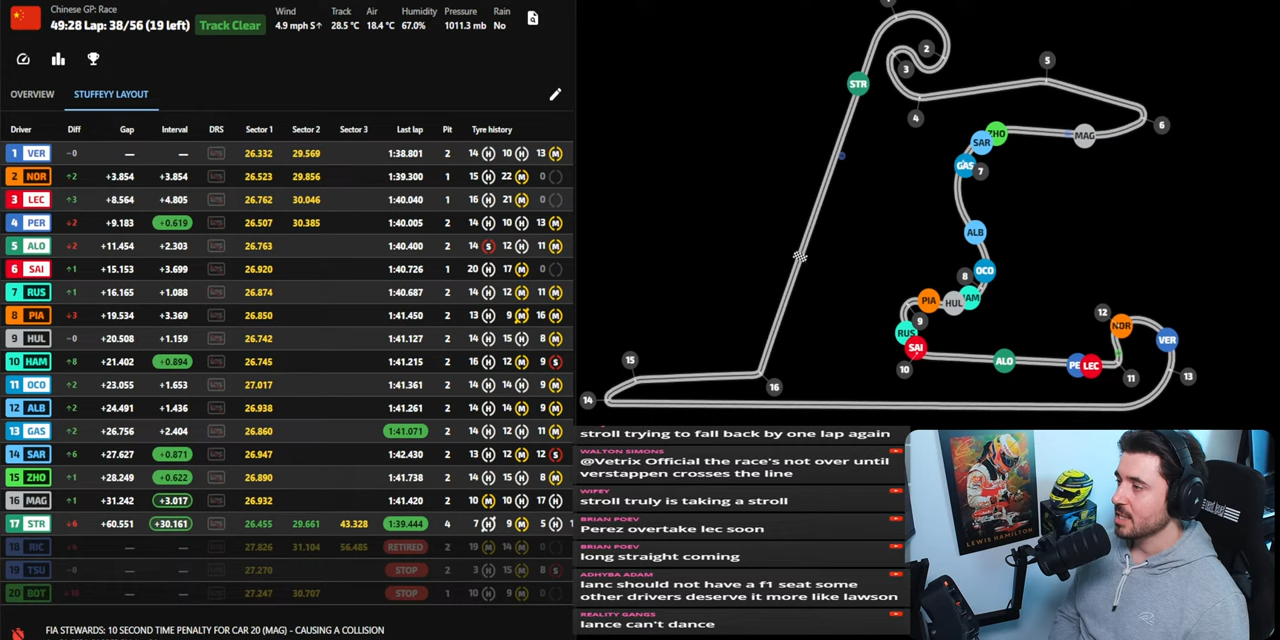 Chinese GP: Race
49:28 Lap: 38/56 (19 left) Track Clear
Wind Track Air Humidity Pressure Rain
4.9 mph S↑ 28.5 °C 18.4 °C 67.0% 1011.3 mb No
OVERVIEW STUFFEYY LAYOUT
Driver Diff Gap Interval DRS Sector 1 Sector 2 Sector 3 Last lap Pit Tyre history
1 VER –0 — — 26.332 29.569 1:38.801 2 14 H 10 H 13 M
2 NOR ↑2 +3.854 +3.854 26.523 29.856 1:39.300 1 15 H 22 M 0
3 LEC ↑3 +8.564 +4.805 26.762 30.046 1:40.040 1 16 H 21 M 0
4 PER ↓2 +9.183 +0.619 26.507 30.385 1:40.005 2 14 H 10 H 13 M
5 ALO ↓2 +11.454 +2.303 26.763 1:40.400 2 14 S 12 H 11 M
6 SAI ↑1 +15.153 +3.699 26.920 1:40.726 1 20 H 17 M 0
7 RUS ↑1 +16.165 +1.088 26.874 1:40.687 2 14 H 12 M 11 M
8 PIA ↓3 +19.534 +3.369 26.850 1:41.450 2 13 H 9 M 16 M
9 HUL –0 +20.508 +1.159 26.742 1:41.127 2 14 H 15 H 8 M
10 HAM ↑8 +21.402 +0.894 26.745 1:41.215 2 16 H 12 M 9 S
11 OCO ↑2 +23.055 +1.653 27.017 1:41.361 2 14 H 14 H 9 M
12 ALB ↑2 +24.491 +1.436 26.938 1:41.261 2 14 H 14 M 9 M
13 GAS ↑2 +26.756 +2.404 26.860 1:41.071 2 14 H 12 H 11 M
14 SAR ↑6 +27.627 +0.871 26.947 1:42.430 2 13 H 12 M 12 S
15 ZHO ↑1 +28.249 +0.622 26.890 1:41.738 2 14 H 15 H 8 M
16 MAG ↑1 +31.242 +3.017 26.932 1:41.420 2 10 M 10 H 17 H
17 STR ↓6 +60.551 +30.161 26.455 29.661 43.328 1:39.444 4 7 H 9 M 5 H 1
18 RIC 27.826 31.104 56.485 RETIRED 2 19 M 14 M 0
19 TSU –0 27.270 STOP 2 3 H 15 H 8 S
20 BOT 27.247 30.707 STOP 1 10 H 9 M 0
FIA STEWARDS: 10 SECOND TIME PENALTY FOR CAR 20 (MAG) - CAUSING A COLLISION
2
3
STR
5
4
6
ZHO MAG
SAR
GAS 7
ALB
8 OCO
PIA HUL HAM
9
12 NOR
RUS
SAI
VER
15
10 ALO PE LEC
11
13
16
14
stroll trying to fall back by one lap again
WALTON SIMONS
@Vetrix Official the race's not over until
verstappen crosses the line
WIFEY
stroll truly is taking a stroll
BRIAN POEV
Perez overtake lec soon
BRIAN POEV
long straight coming
ADHYBA ADAM
lanc should not have a f1 seat some
other drivers deserve it more like lawson
REALITY GANGS
lance can't dance
LEWIS HAMILTON